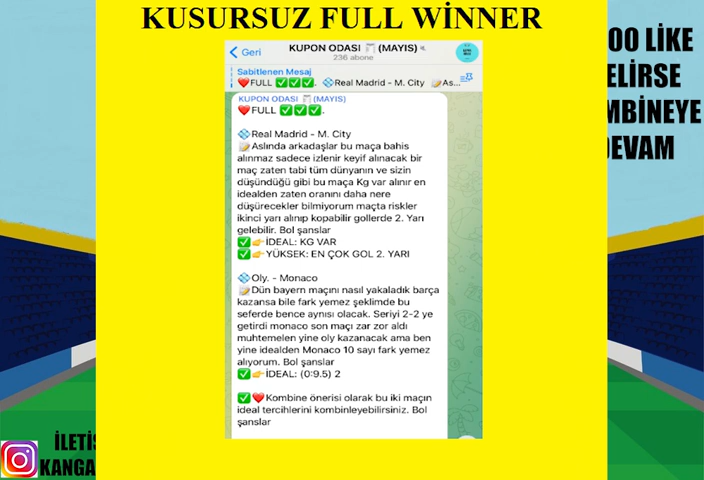 KUSURSUZ FULL WİNNER
OO LİKE
ELİRSE
MBİNEYE
DEVAM
Geri
KUPON ODASI (MAYIS)
236 abone
Sabitlenen Mesaj
FULL ✅✅✅. Real Madrid - M. City As...
KUPON ODASI (MAYIS)
❤️FULL ✅✅✅.
💠Real Madrid - M. City
📝Aslında arkadaşlar bu maça bahis
alınmaz sadece izlenir keyif alınacak bir
maç zaten tabi tüm dünyanın ve sizin
düşündüğü gibi bu maça Kg var alınır en
idealden zaten oranını daha nere
düşürecekler bilmiyorum maçta riskler
ikinci yarı alınıp kopabilir gollerde 2. Yarı
gelebilir. Bol şanslar
✅👉İDEAL: KG VAR
✅👉YÜKSEK: EN ÇOK GOL 2. YARI
💠Oly. - Monaco
📝Dün bayern maçını nasıl yakaladık barça
kazansa bile fark yemez şeklimde bu
seferde bence aynısı olacak. Seriyi 2-2 ye
getirdi monaco son maçı zar zor aldı
muhtemelen yine oly kazanacak ama ben
yine idealden Monaco 10 sayı fark yemez
alıyorum. Bol şanslar
✅👉İDEAL: (0:9.5) 2
✅❤️Kombine önerisi olarak bu iki maçın
ideal tercihlerini kombinleyebilirsiniz. Bol
şanslar
İLETİŞ
KANGA